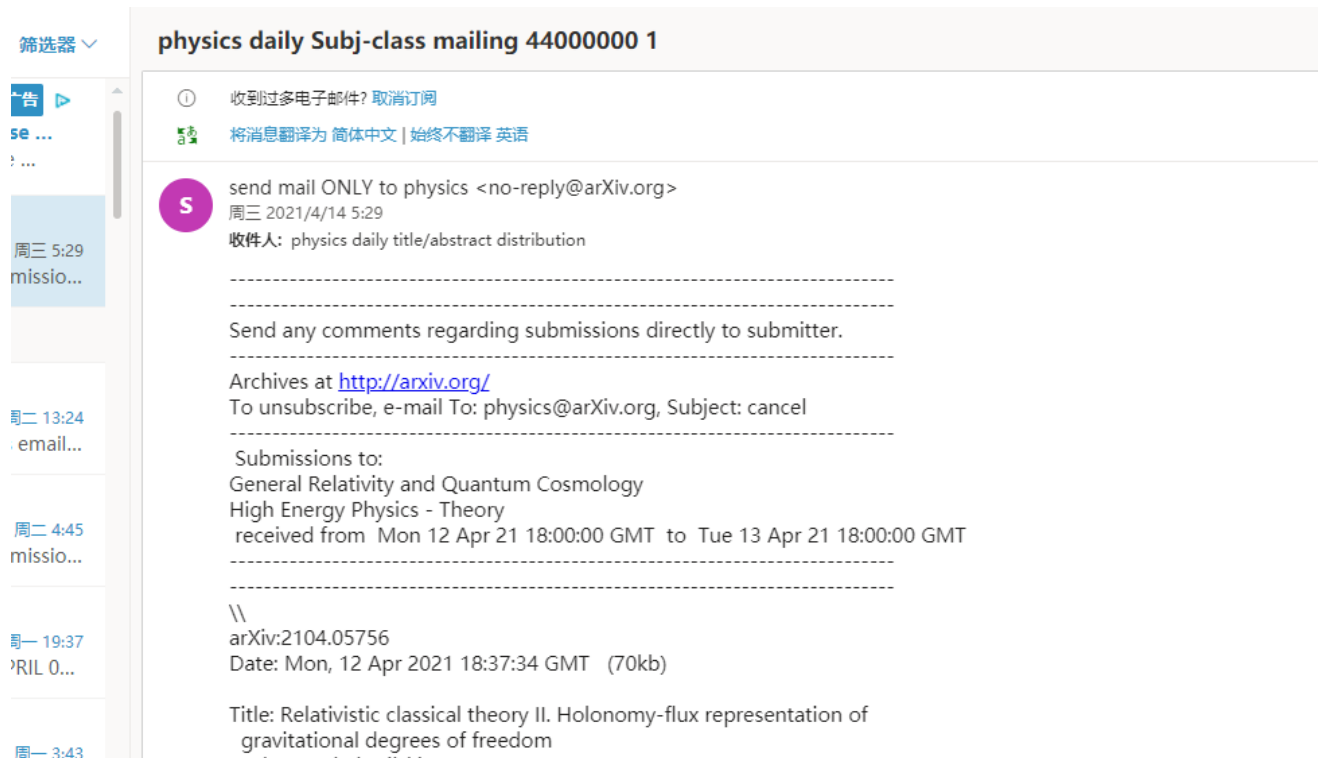 筛选器
physics daily Subj-class mailing 44000000 1
告
se ...
...
收到过多电子邮件? 取消订阅
将消息翻译为 简体中文 | 始终不翻译 英语
S
send mail ONLY to physics <no-reply@arXiv.org>
周三 2021/4/14 5:29
收件人: physics daily title/abstract distribution
周三 5:29
missio...
--------------------------------------------------------------------------------
--------------------------------------------------------------------------------
Send any comments regarding submissions directly to submitter.
--------------------------------------------------------------------------------
Archives at http://arxiv.org/
To unsubscribe, e-mail To: physics@arXiv.org, Subject: cancel
--------------------------------------------------------------------------------
周二 13:24
email...
Submissions to:
General Relativity and Quantum Cosmology
High Energy Physics - Theory
received from Mon 12 Apr 21 18:00:00 GMT to Tue 13 Apr 21 18:00:00 GMT
--------------------------------------------------------------------------------
--------------------------------------------------------------------------------
周二 4:45
missio...
\\
arXiv:2104.05756
Date: Mon, 12 Apr 2021 18:37:34 GMT (70kb)
周一 19:37
PRIL 0...
Title: Relativistic classical theory II. Holonomy-flux representation of
gravitational degrees of freedom
周一 3:43